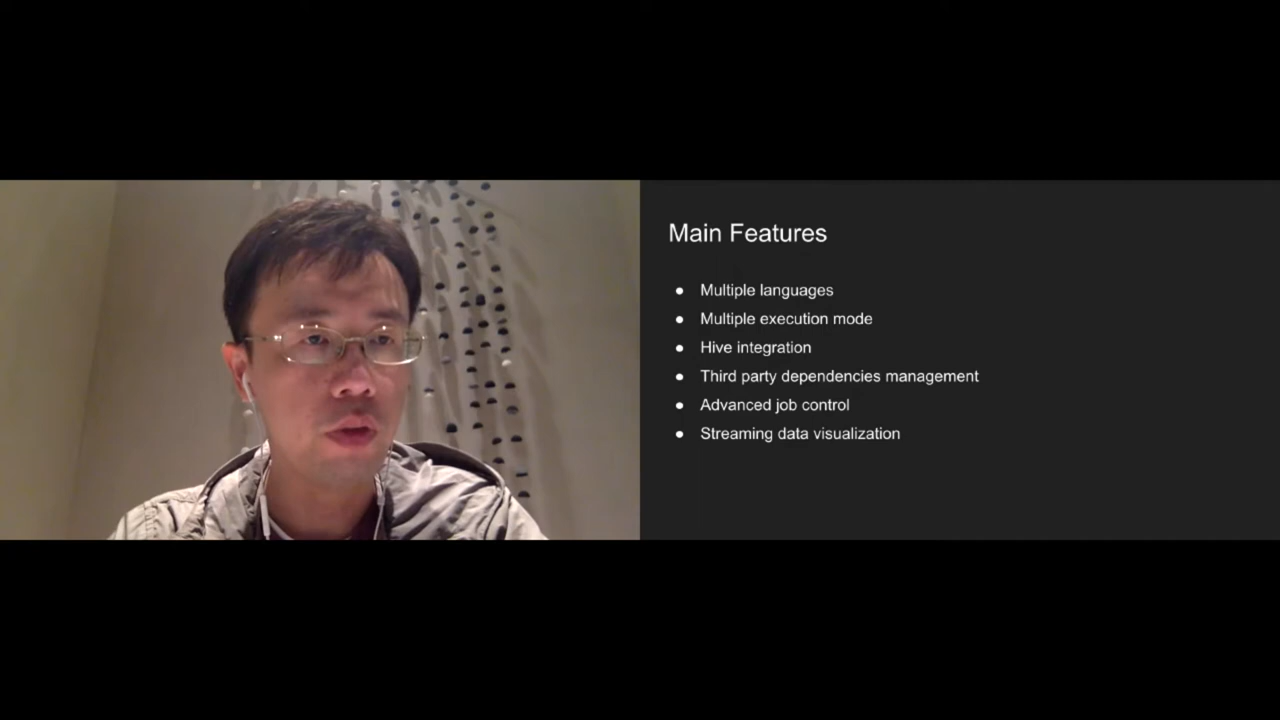 Main Features
● Multiple languages
● Multiple execution mode
● Hive integration
● Third party dependencies management
● Advanced job control
● Streaming data visualization